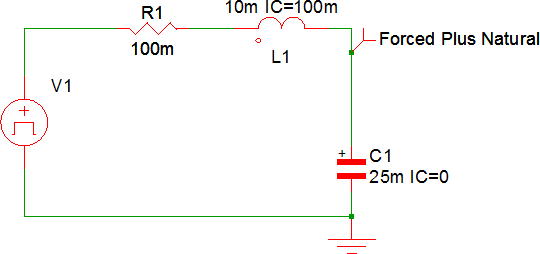 10m IC=100m
R1
Forced Plus Natural
100m
L1
V1
C1
25m IC=0